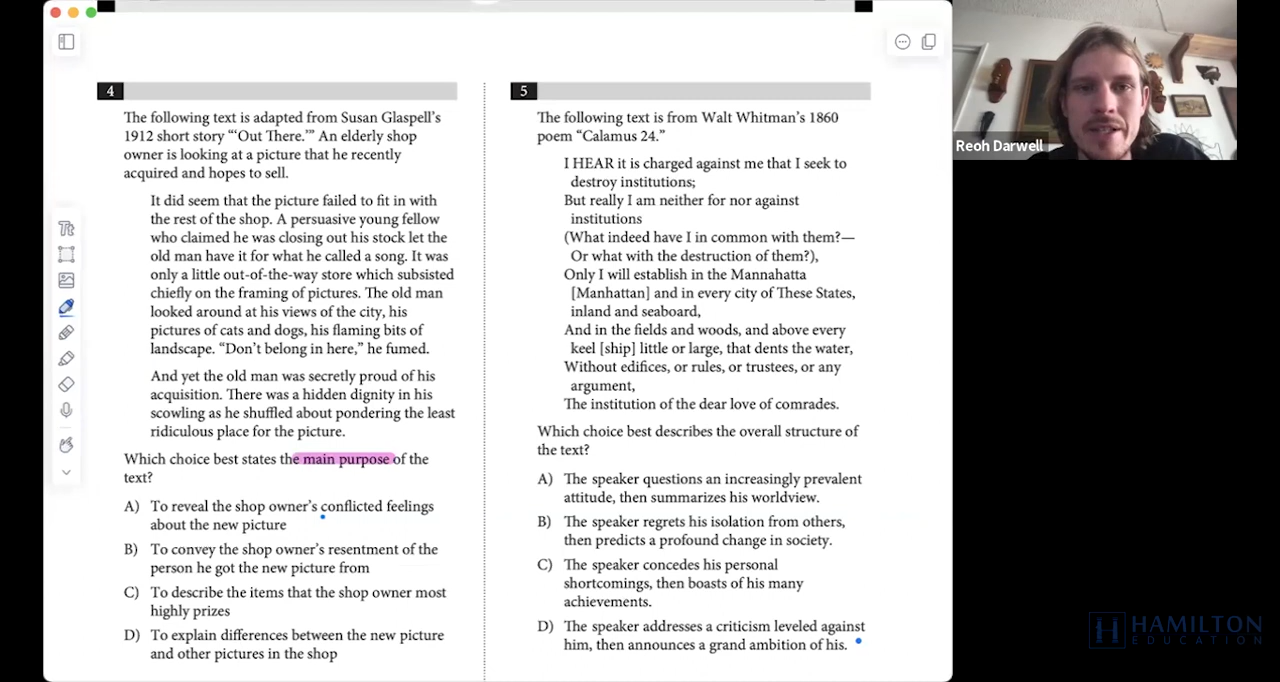 4
The following text is adapted from Susan Glaspell's
1912 short story “‘Out There.’” An elderly shop
owner is looking at a picture that he recently
acquired and hopes to sell.
It did seem that the picture failed to fit in with
the rest of the shop. A persuasive young fellow
who claimed he was closing out his stock let the
old man have it for what he called a song. It was
only a little out-of-the-way store which subsisted
chiefly on the framing of pictures. The old man
looked around at his views of the city, his
pictures of cats and dogs, his flaming bits of
landscape. “Don’t belong in here,” he fumed.
And yet the old man was secretly proud of his
acquisition. There was a hidden dignity in his
scowling as he shuffled about pondering the least
ridiculous place for the picture.
Which choice best states the main purpose of the
text?
A) To reveal the shop owner’s conflicted feelings
about the new picture
B) To convey the shop owner’s resentment of the
person he got the new picture from
C) To describe the items that the shop owner most
highly prizes
D) To explain differences between the new picture
and other pictures in the shop
5
The following text is from Walt Whitman’s 1860
poem “Calamus 24.”
I HEAR it is charged against me that I seek to
destroy institutions;
But really I am neither for nor against
institutions
(What indeed have I in common with them?—
Or what with the destruction of them?),
Only I will establish in the Mannahatta
[Manhattan] and in every city of These States,
inland and seaboard,
And in the fields and woods, and above every
keel [ship] little or large, that dents the water,
Without edifices, or rules, or trustees, or any
argument,
The institution of the dear love of comrades.
Which choice best describes the overall structure of
the text?
A) The speaker questions an increasingly prevalent
attitude, then summarizes his worldview.
B) The speaker regrets his isolation from others,
then predicts a profound change in society.
C) The speaker concedes his personal
shortcomings, then boasts of his many
achievements.
D) The speaker addresses a criticism leveled against
him, then announces a grand ambition of his.
Tt
Reoh Darwell
HAMILTON
EDUCATION